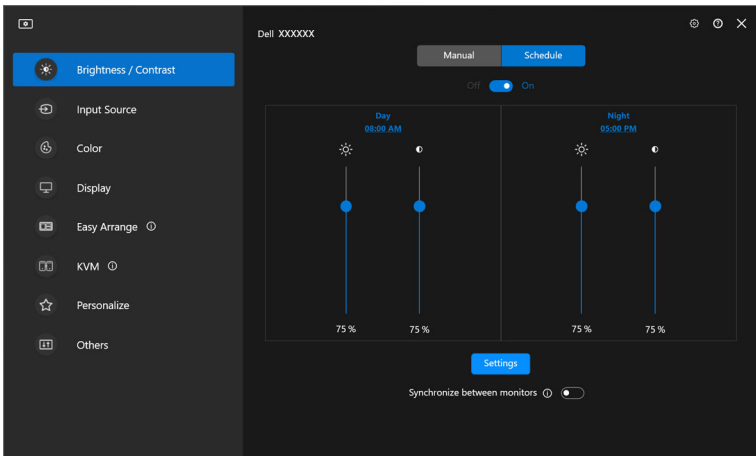 Dell XXXXXX
Manual
Schedule
Brightness / Contrast
Off
On
Input Source
Day
08:00 AM
Night
05:00 PM
Color
Display
Easy Arrange
KVM
Personalize
Others
75 %
75 %
75 %
75 %
Settings
Synchronize between monitors